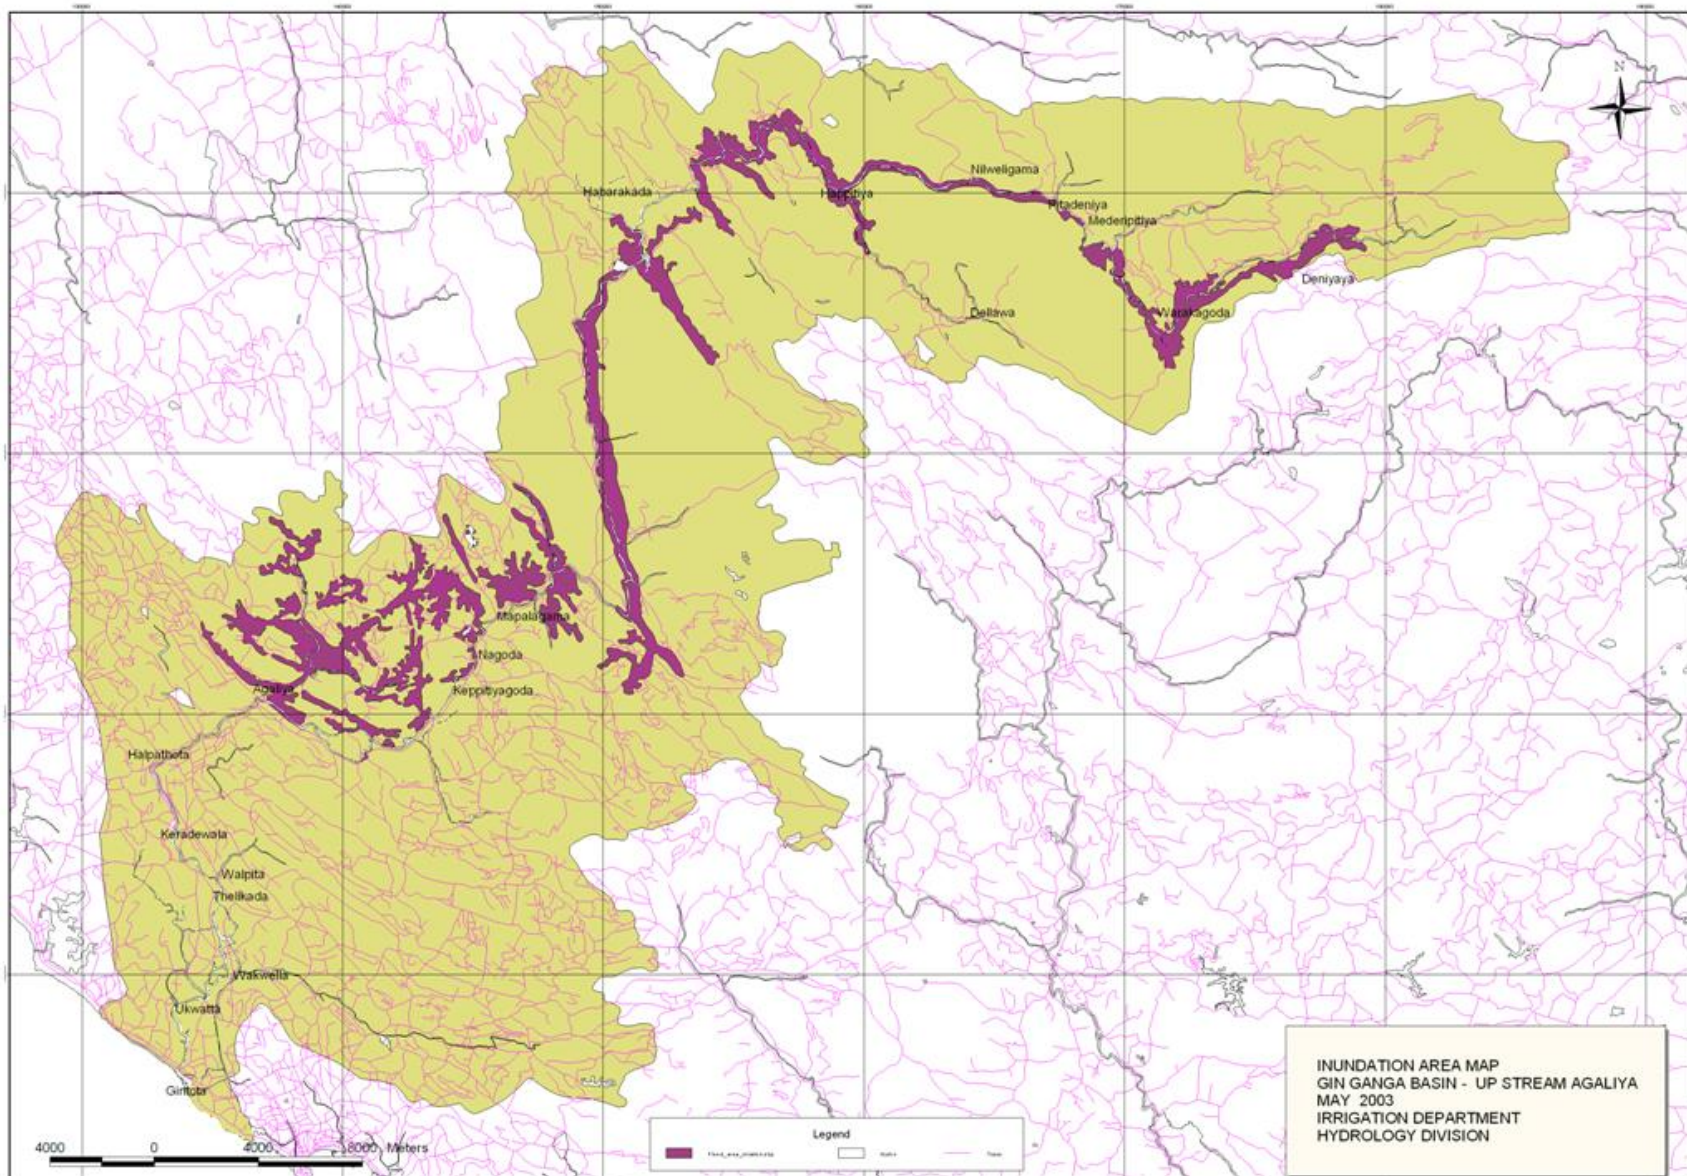 N
Habarakada
Happitiya
Nilweligama
Pitadeniya
Mederipitiya
Deniyaya
Dellawa
Warakagoda
Mapalagama
Nagoda
Agaliya
Keppitiyagoda
Halpathota
Keradewala
Walpita
Thelikada
Wakwella
Ukwatta
Gintota
INUNDATION AREA MAP
GIN GANGA BASIN - UP STREAM AGALIYA
MAY 2003
IRRIGATION DEPARTMENT
HYDROLOGY DIVISION
Legend
4000 0 4000 8000 Meters